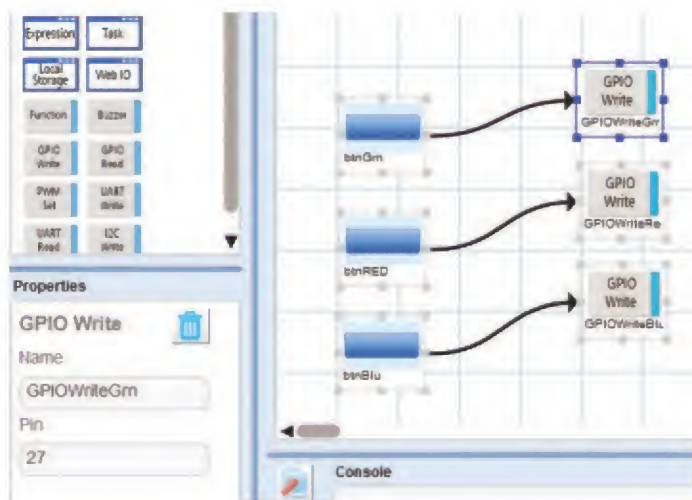 Expression
Task
Local
Storage
Web IO
Function
Buzzer
GPIO
Write
GPIO
Read
PWM
Set
UART
Write
UART
Read
I2C
Write
Properties
GPIO Write
Name
GPIOWriteGrn
Pin
27
btnGrn
btnRED
btnBlu
GPIO
Write
GPIOWriteGrr
GPIO
Write
GPIOWriteRe
GPIO
Write
GPIOWriteBlu
Console